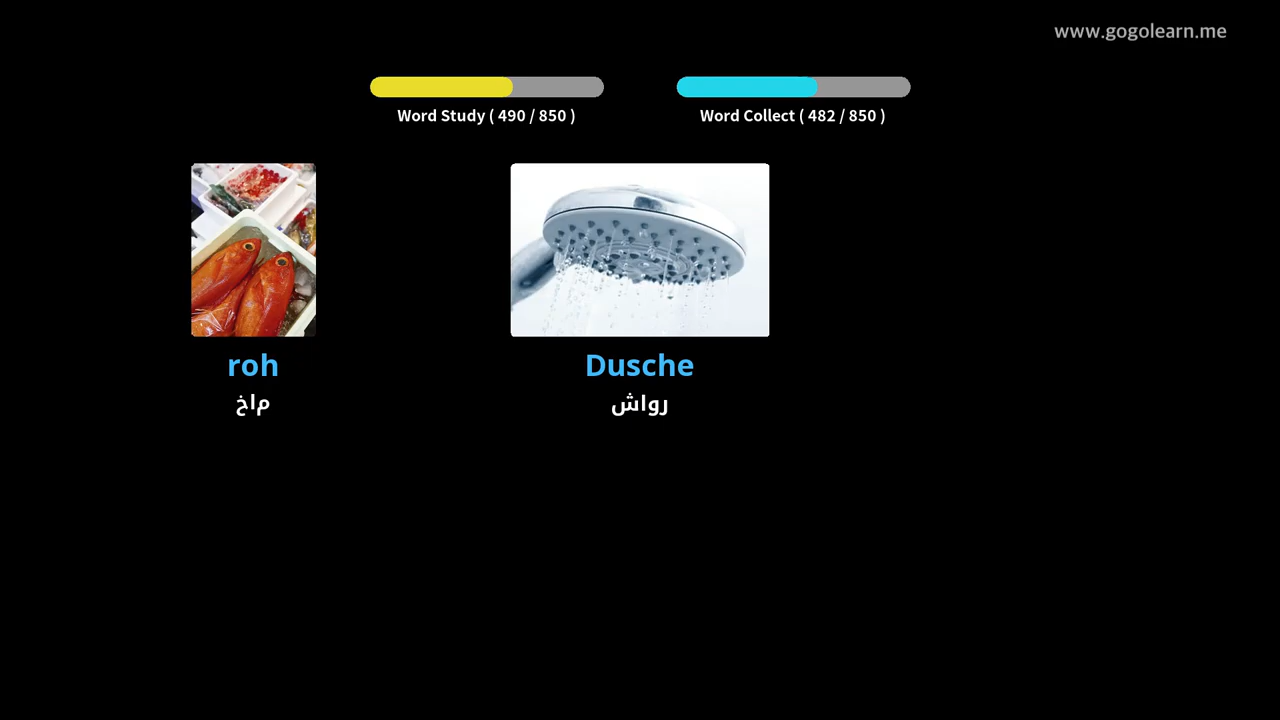 www.gogolearn.me
Word Study ( 490 / 850 )
Word Collect ( 482 / 850 )
roh
ماخ
Dusche
رواش